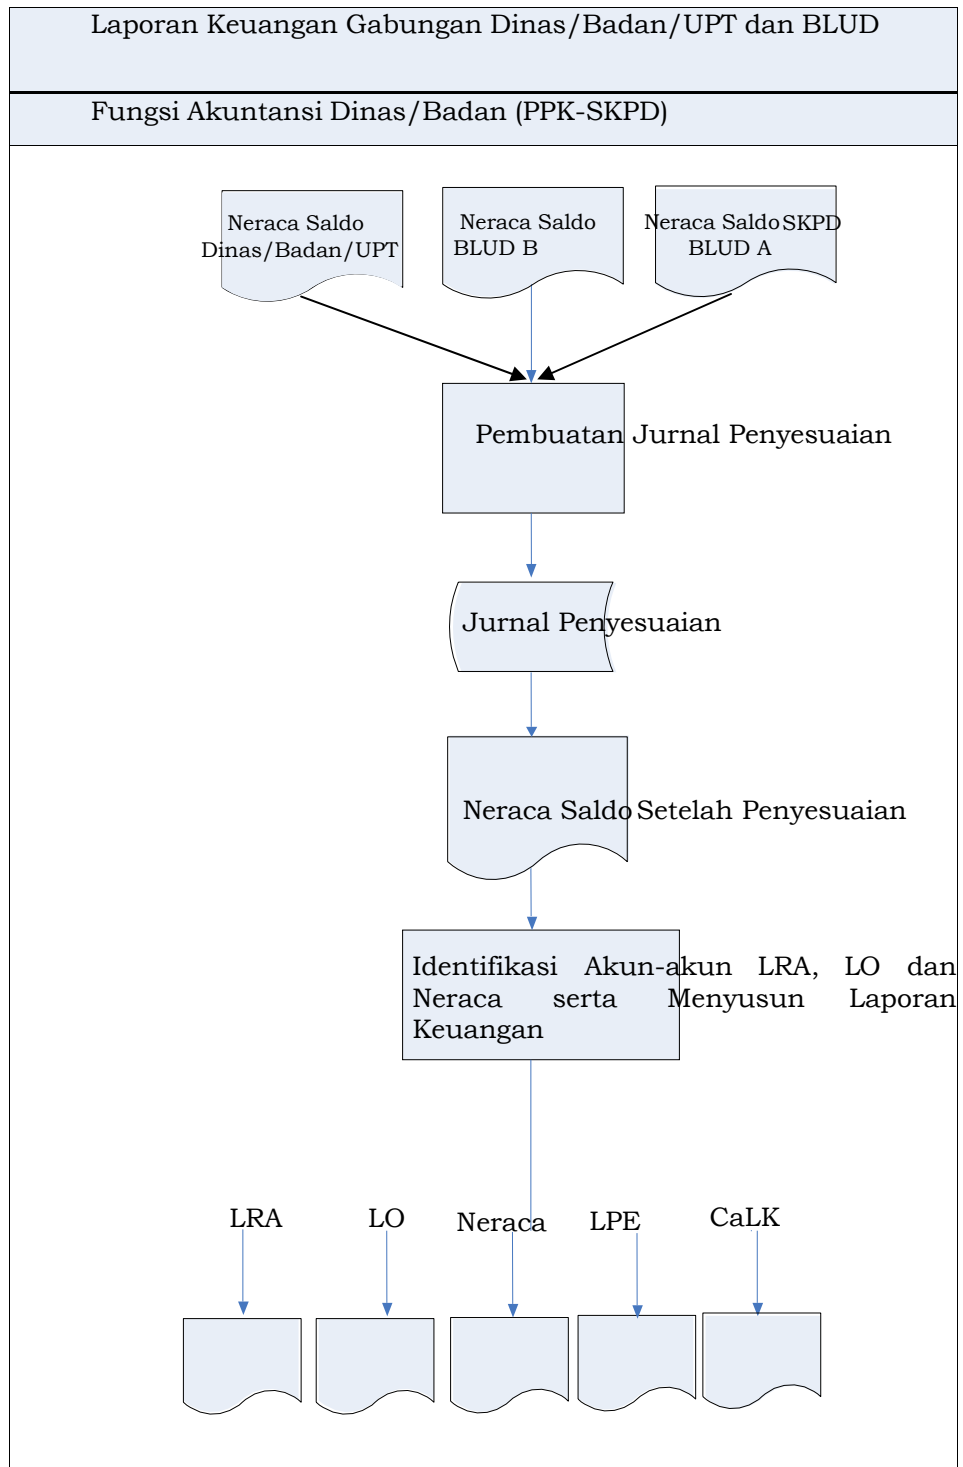 Laporan Keuangan Gabungan Dinas/Badan/UPT dan BLUD
Fungsi Akuntansi Dinas/Badan (PPK-SKPD)
Neraca Saldo
Dinas/Badan/UPT
Neraca Saldo
BLUD B
Neraca Saldo SKPD
BLUD A
Pembuatan Jurnal Penyesuaian
Jurnal Penyesuaian
Neraca Saldo Setelah Penyesuaian
Identifikasi Akun-akun LRA, LO dan
Neraca serta Menyusun Laporan
Keuangan
LRA
LO
Neraca
LPE
CaLK